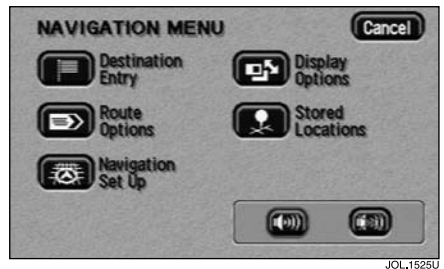 NAVIGATION MENU
Cancel
Destination
Entry
Display
Options
Route
Options
Stored
Locations
Navigation
Set Up
JOL.1525U